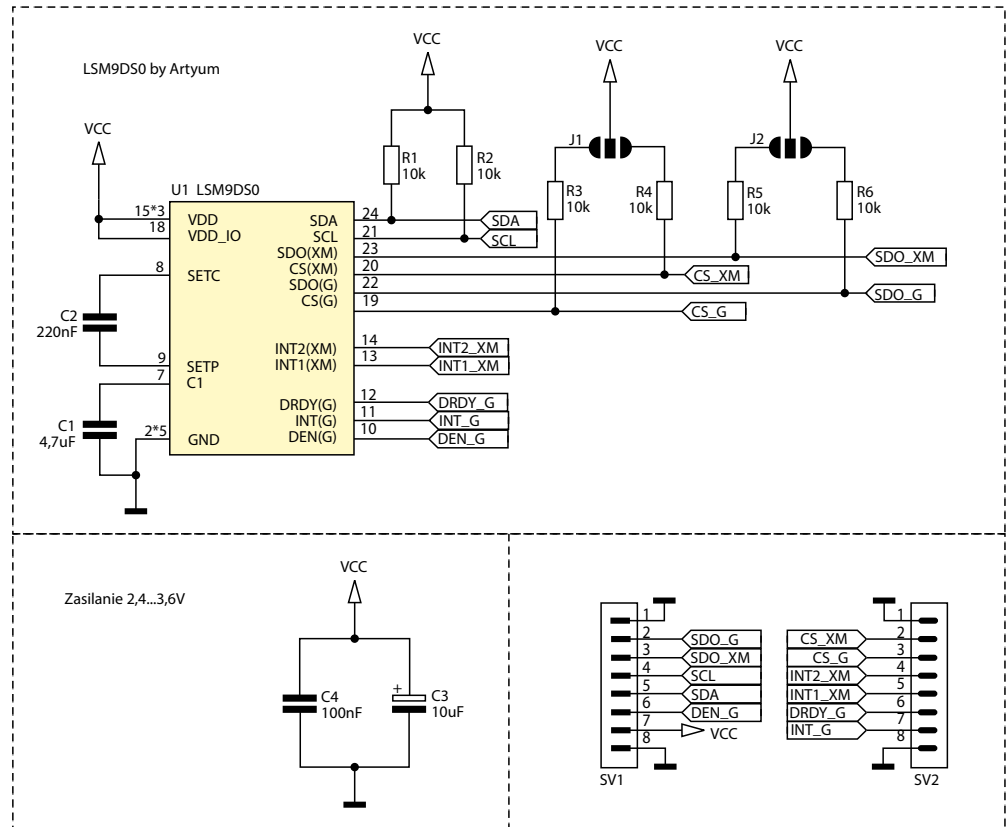 LSM9DS0 by Artyum
VCC
VCC
VCC
VCC
R1
10k
R2
10k
J1
J2
R3
10k
R4
10k
R5
10k
R6
10k
U1 LSM9DS0
15*3 VDD
18 VDD_IO
8 SETC
9 SETP
7 C1
2*5 GND
C2
220nF
C1
4,7uF
SDA 24 SDA
SCL 21 SCL
SDO(XM) 23 SDO_XM
CS(XM) 20 CS_XM
SDO(G) 22 SDO_G
CS(G) 19 CS_G
INT2(XM) 14 INT2_XM
INT1(XM) 13 INT1_XM
DRDY(G) 12 DRDY_G
INT(G) 11 INT_G
DEN(G) 10 DEN_G
Zasilanie 2,4...3,6V
VCC
C4
100nF
+
C3
10uF
1
2 SDO_G
3 SDO_XM
4 SCL
5 SDA
6 DEN_G
7 VCC
8
SV1
1
CS_XM 2
CS_G 3
INT2_XM 4
INT1_XM 5
DRDY_G 6
INT_G 7
8
SV2